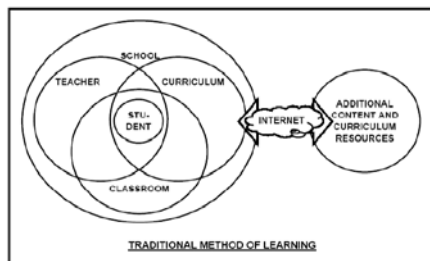 SCHOOL
TEACHER
CURRICULUM
STU-
DENT
CLASSROOM
INTERNET
ADDITIONAL
CONTENT AND
CURRICULUM
RESOURCES
TRADITIONAL METHOD OF LEARNING